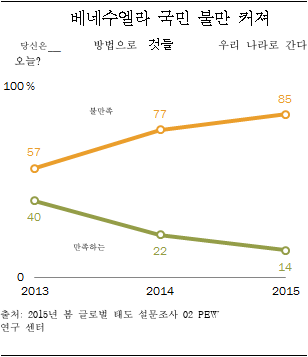 베네수엘라 국민 불만 커져
당신은__ 방법으로 것들 우리 나라로 간다
오늘?
100%
불만족
85
77
57
40
만족하는
22
14
0
2013 2014 2015
출처: 2015년 봄 글로벌 태도 설문조사 02 PEW
연구 센터